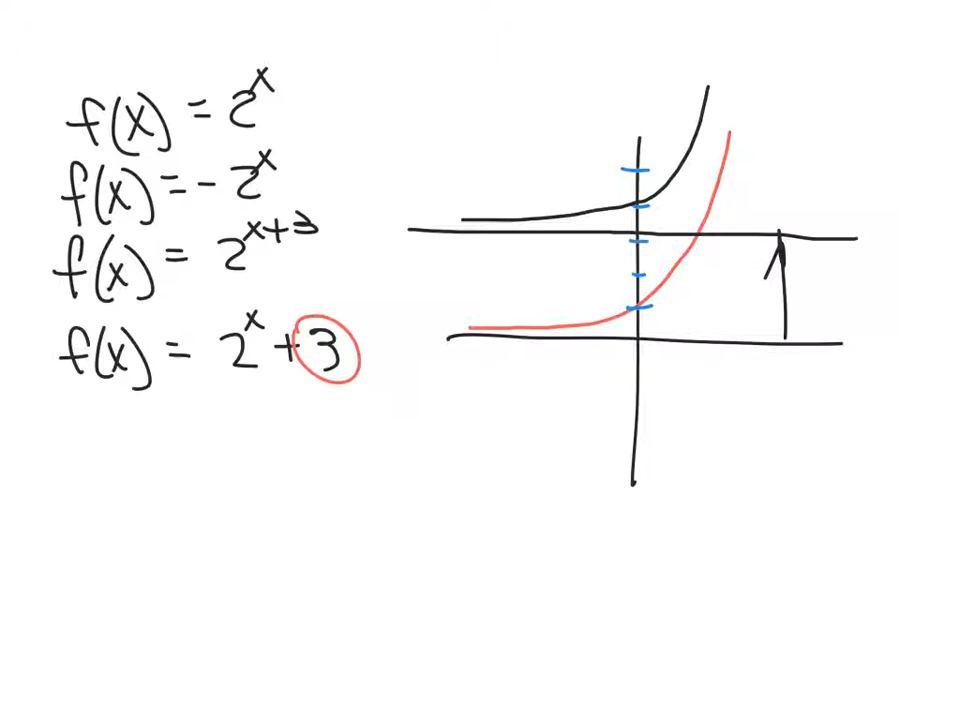 f(x) = 2^x
f(x) = - 2^x
f(x) = 2^{x+3}
f(x) = 2^x + 3